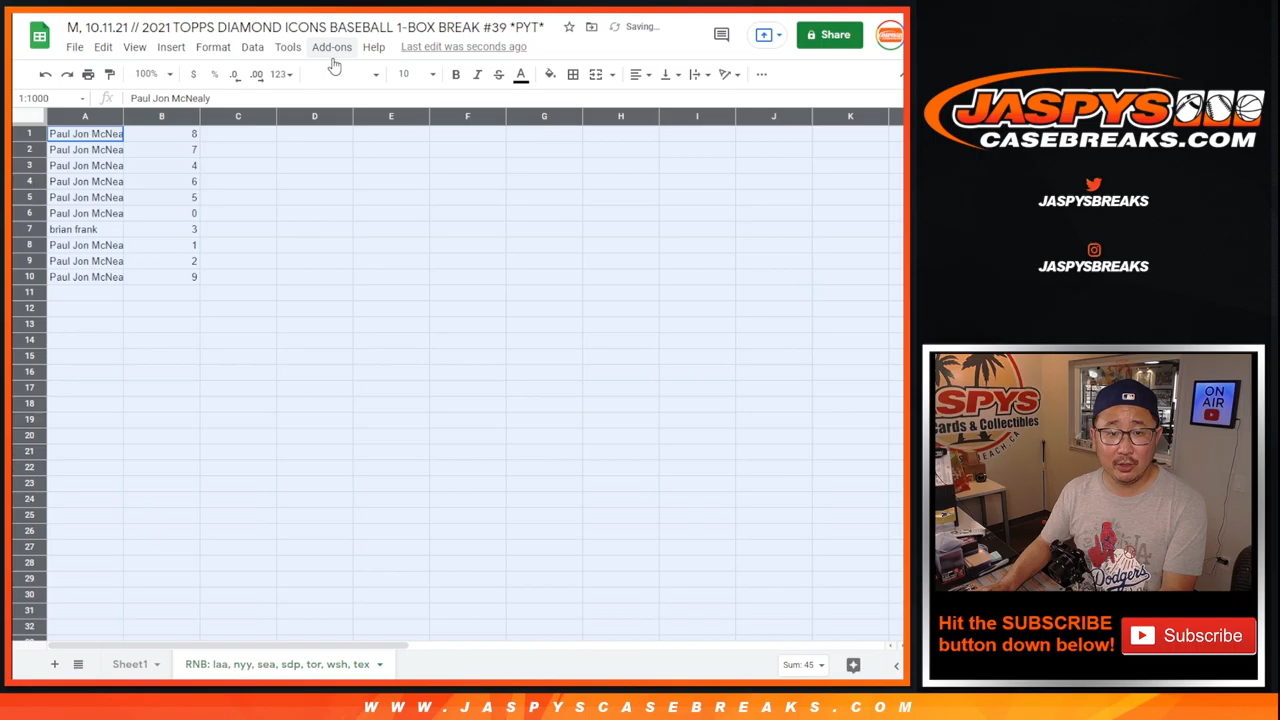 M, 10.11.21 // 2021 TOPPS DIAMOND ICONS BASEBALL 1-BOX BREAK #39 *PYT* Saving...
File Edit View Insert Format Data Tools Add-ons Help Last edit was seconds ago
Share
100% $ % .0 .00 123 10 B I S A
1:1000 fx Paul Jon McNealy
A B C D E F G H I J K
1 Paul Jon McNea 8
2 Paul Jon McNea 7
3 Paul Jon McNea 4
4 Paul Jon McNea 6
5 Paul Jon McNea 5
6 Paul Jon McNea 0
7 brian frank 3
8 Paul Jon McNea 1
9 Paul Jon McNea 2
10 Paul Jon McNea 9
11
12
13
14
15
16
17
18
19
20
21
22
23
24
25
26
27
28
29
30
31
32
Sheet1 RNB: laa, nyy, sea, sdp, tor, wsh, tex Sum: 45
JASPYS
CASEBREAKS.COM
JASPYSBREAKS
JASPYSBREAKS
ASPYS
Cards & Collectibles
BEACH CA
ON
AIR
Dodgers
Hit the SUBSCRIBE
button down below!
Subscribe
WWW.JASPYSCASEBREAKS.COM